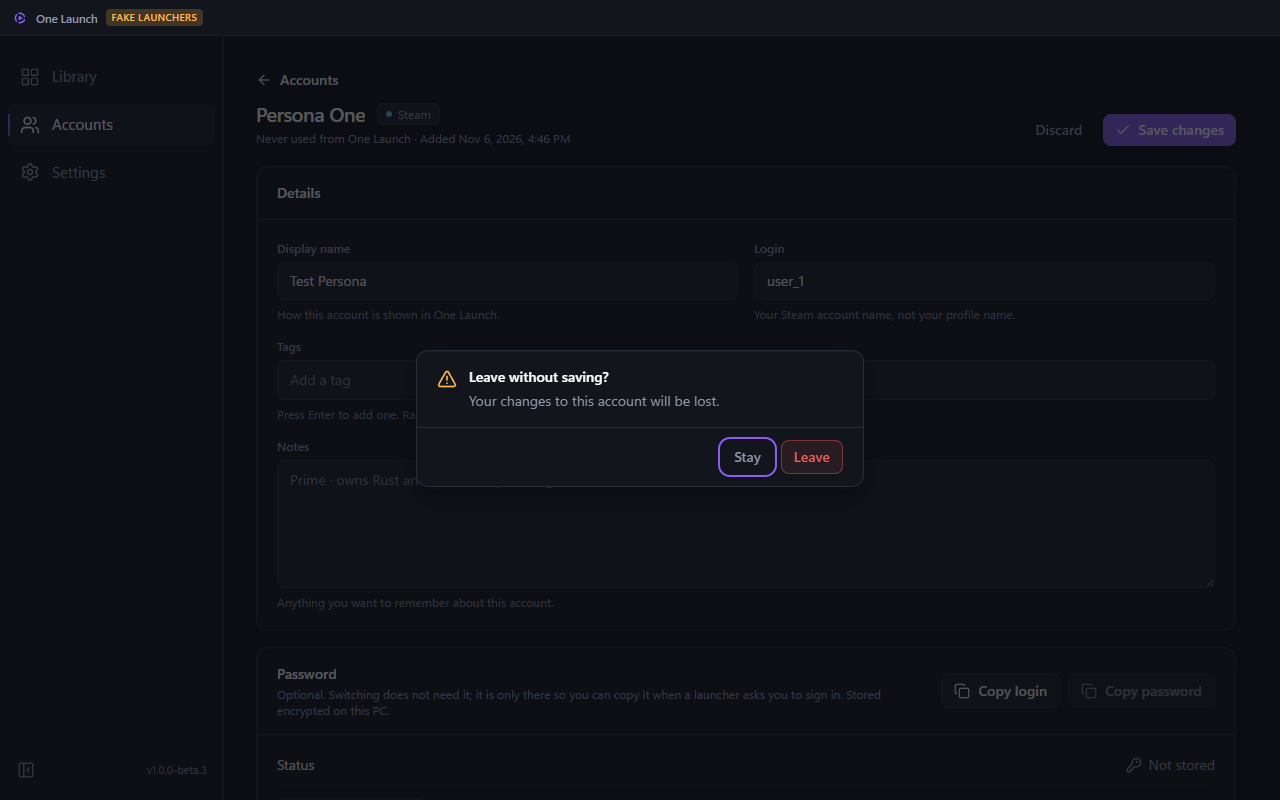 One Launch FAKE LAUNCHERS
Library
Accounts
Settings
Accounts
Persona One Steam
Never used from One Launch · Added Nov 6, 2026, 4:46 PM
Discard Save changes
Details
Display name Login
Test Persona user_1
How this account is shown in One Launch. Your Steam account name, not your profile name.
Tags
Add a tag
Press Enter to add one.
Leave without saving?
Your changes to this account will be lost.
Stay Leave
Notes
Prime · owns Rust
Anything you want to remember about this account.
Password
Optional. Switching does not need it; it is only there so you can copy it when a launcher asks you to sign in. Stored
encrypted on this PC.
Copy login Copy password
Status Not stored
v1.0.0-beta.3